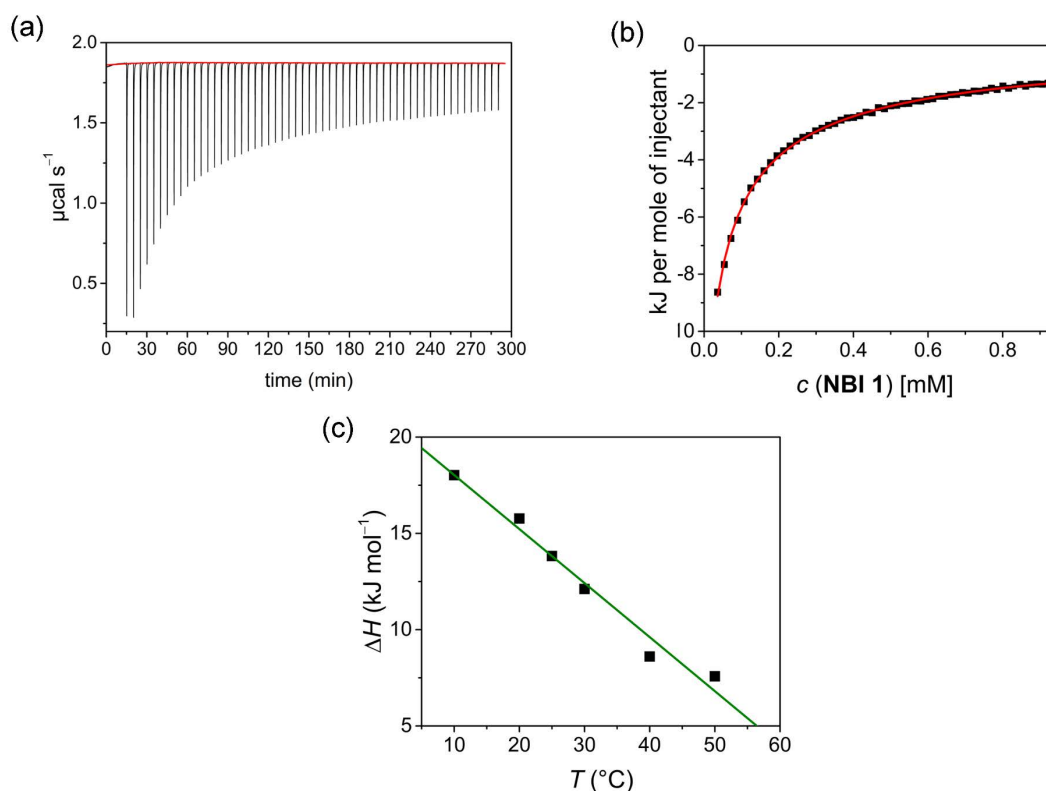 (a)
2.0
1.5
1.0
0.5
µcal s⁻¹
0 30 60 90 120 150 180 210 240 270 300
time (min)
(b)
0
-2
-4
-6
-8
10
kJ per mole of injectant
0.0 0.2 0.4 0.6 0.8
c (NBI 1) [mM]
(c)
20
15
10
5
ΔH (kJ mol⁻¹)
10 20 30 40 50 60
T (°C)